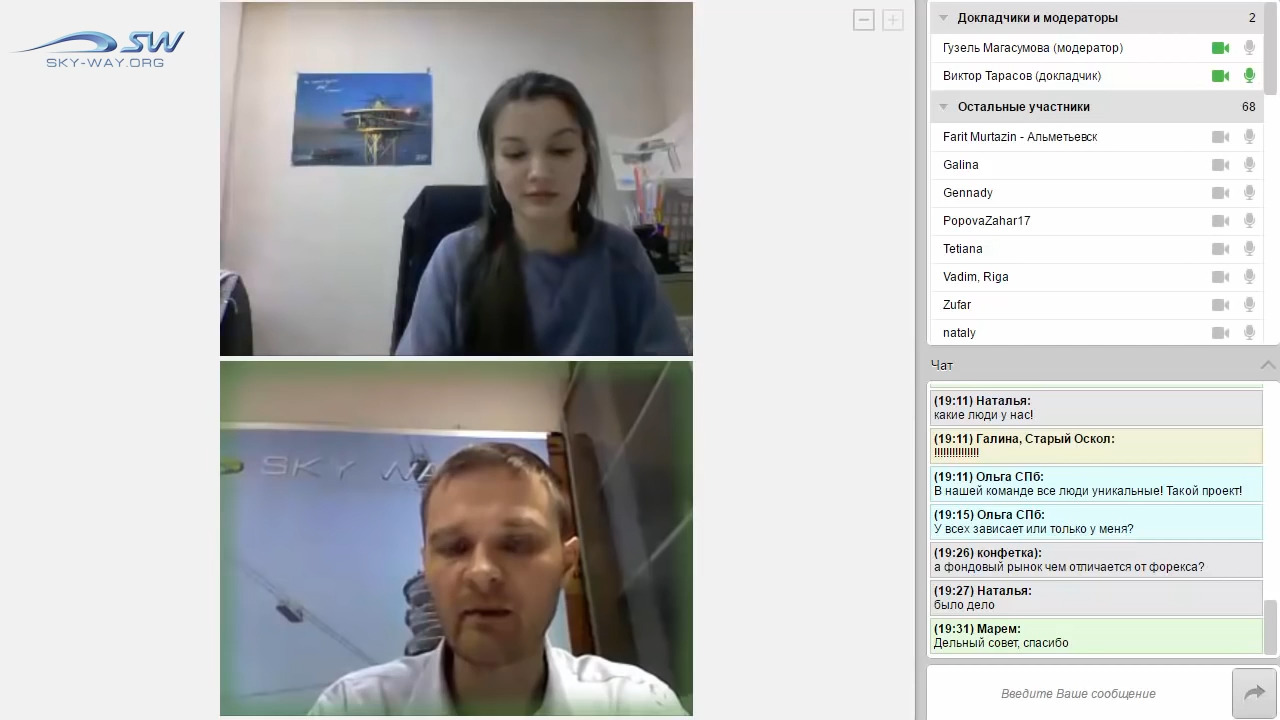 SW
SKY-WAY.ORG
SKY WA
Докладчики и модераторы 2
Гузель Магасумова (модератор)
Виктор Тарасов (докладчик)
Остальные участники 68
Farit Murtazin - Альметьевск
Galina
Gennady
PopovaZahar17
Tetiana
Vadim, Riga
Zufar
nataly
Чат
(19:11) Наталья:
какие люди у нас!
(19:11) Галина, Старый Оскол:
!!!!!!!!!!!!!!!
(19:11) Ольга СПб:
В нашей команде все люди уникальные! Такой проект!
(19:15) Ольга СПб:
У всех зависает или только у меня?
(19:26) конфетка):
а фондовый рынок чем отличается от форекса?
(19:27) Наталья:
было дело
(19:31) Марем:
Дельный совет, спасибо
Введите Ваше сообщение